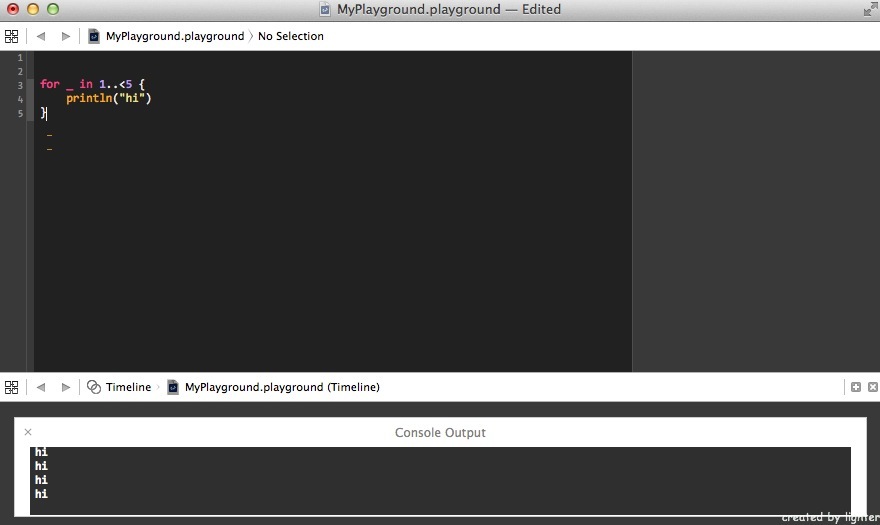 MyPlayground.playground — Edited
MyPlayground.playground 〉 No Selection
1
2
3 for _ in 1..<5 {
4 println("hi")
5 }
Timeline 〉 MyPlayground.playground (Timeline)
Console Output
hi
hi
hi
hi
created by lighter